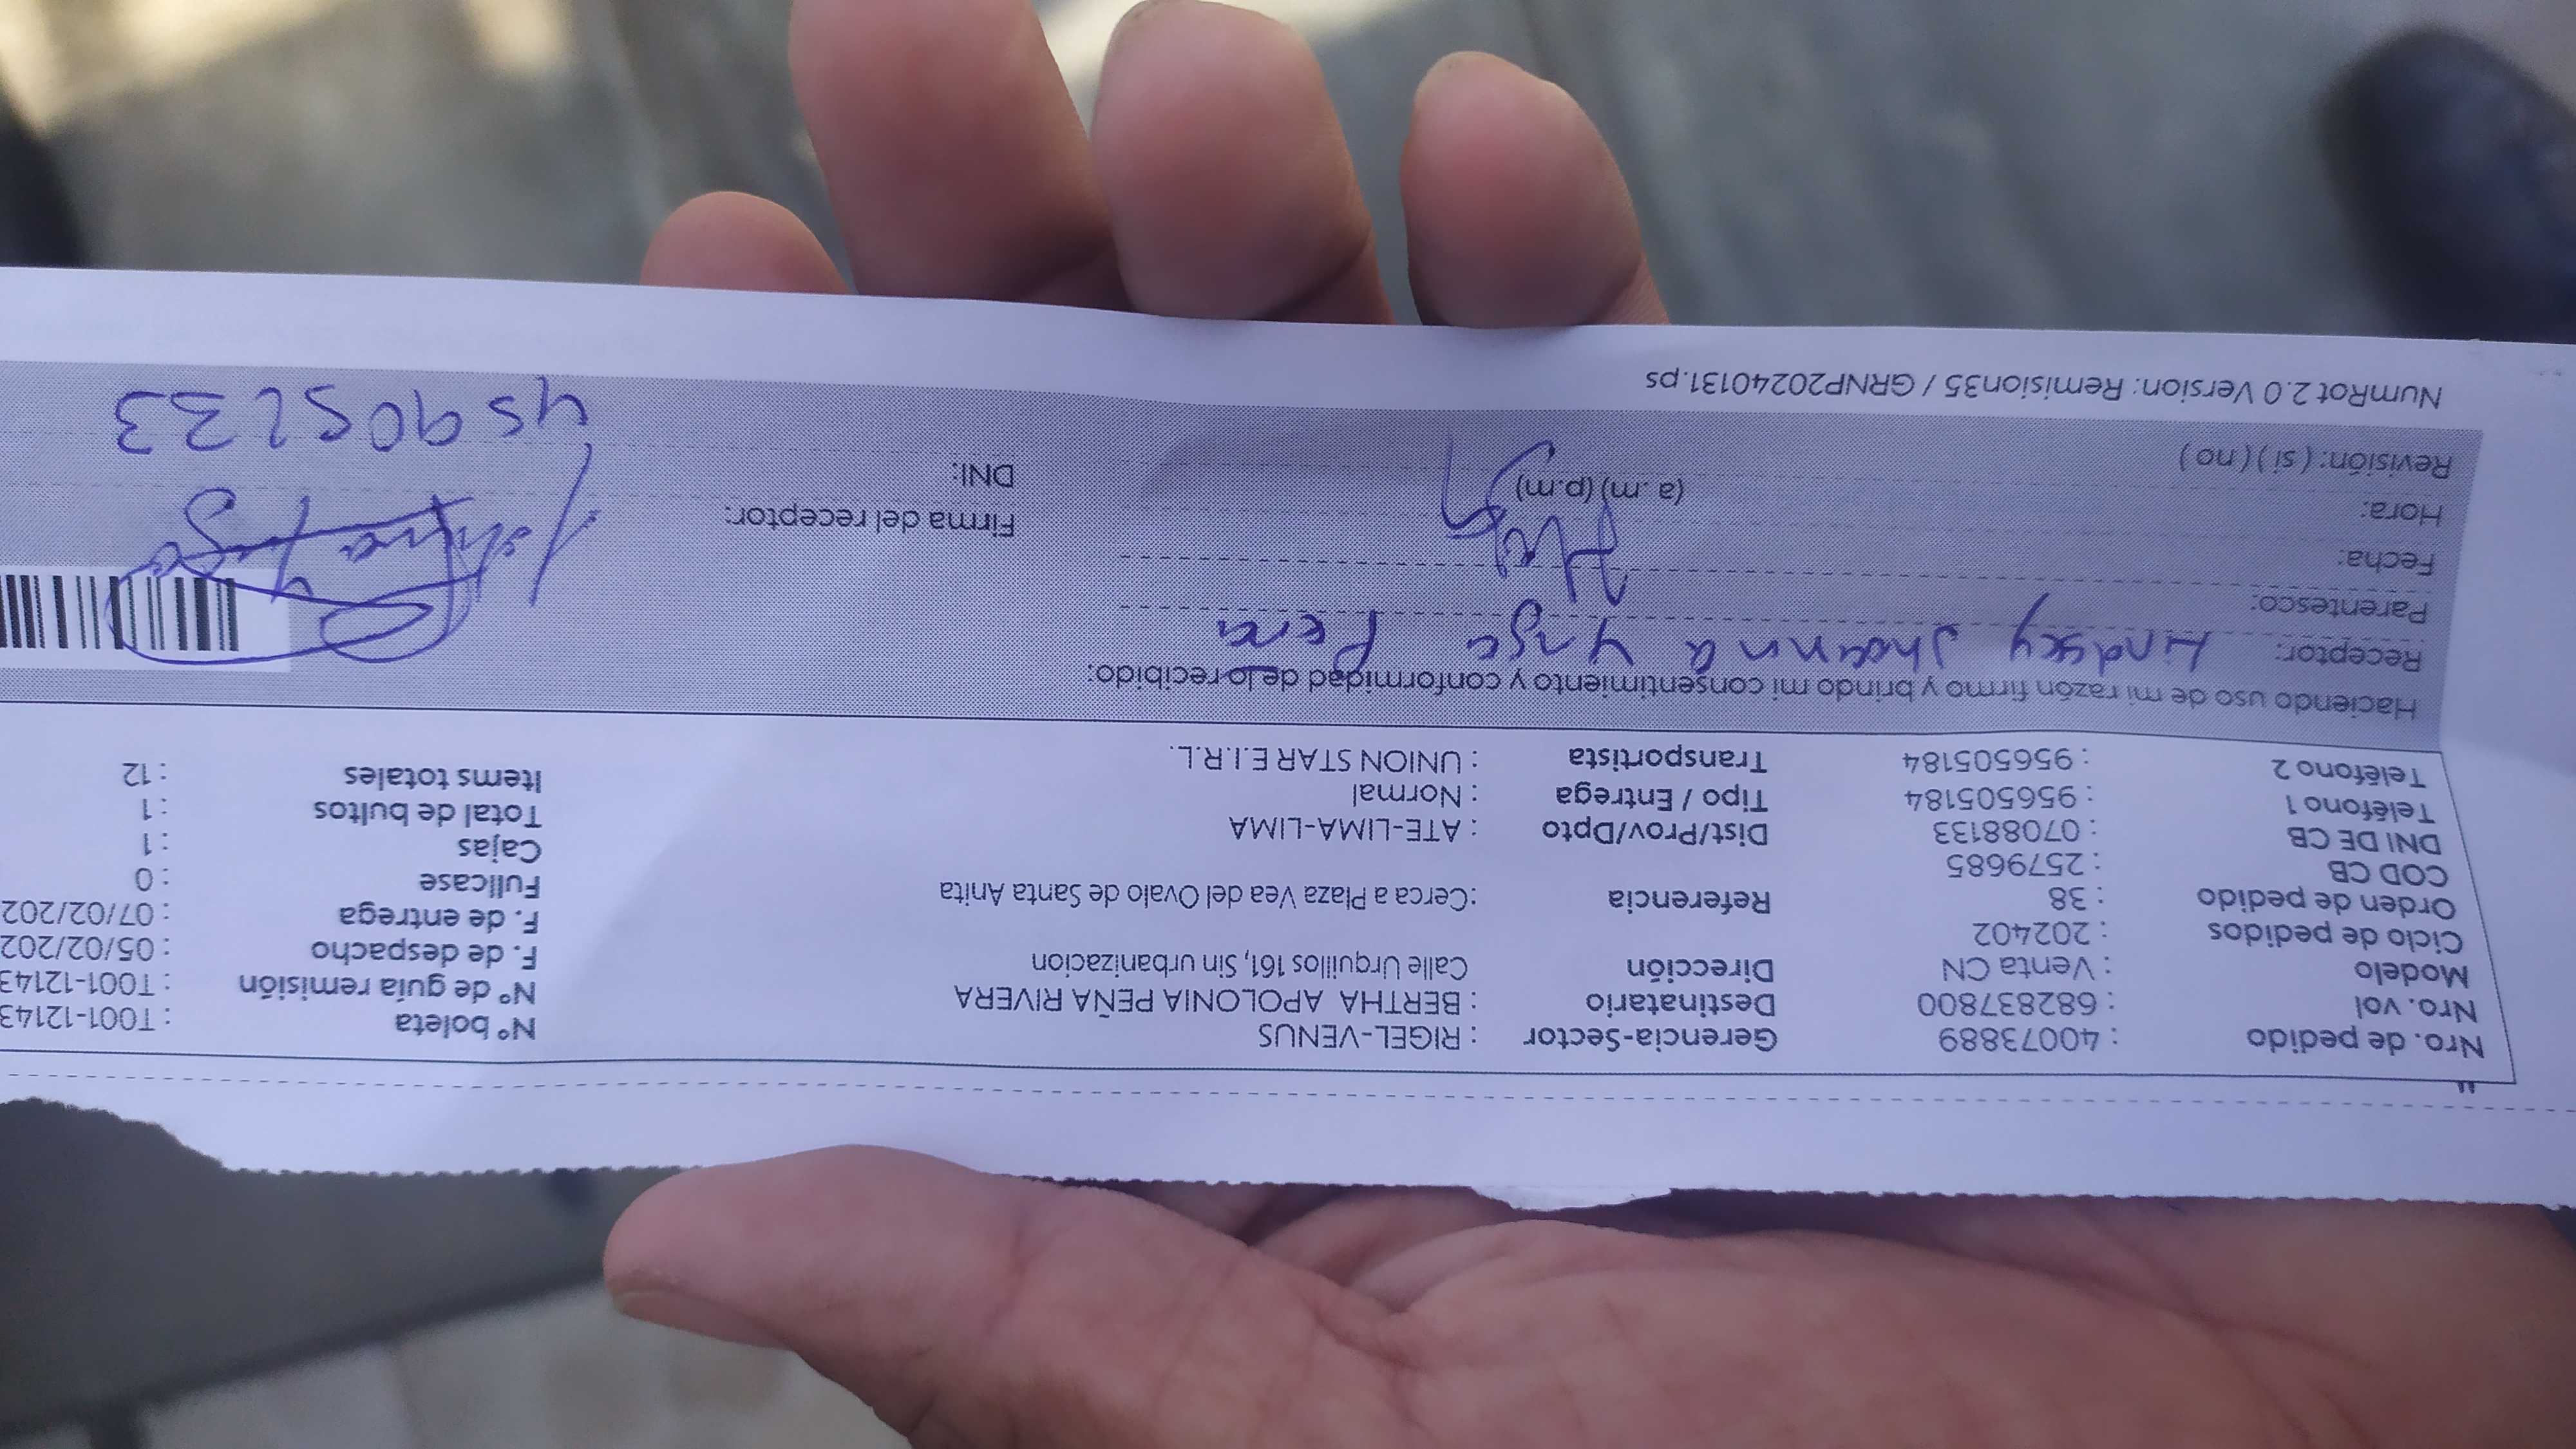 Nro. de pedido : 40073889 Gerencia-Sector : RIGEL-VENUS N° boleta : T001-12143
Nro. vol : 682837800 Destinatario : BERTHA APOLONIA PEÑA RIVERA N° de guía remisión : T001-12143
Modelo : Venta CN Dirección Calle Urquillos 161, Sin urbanizacion F. de despacho : 05/02/202
Ciclo de pedidos : 202402 F. de entrega : 07/02/202
Orden de pedido : 38 Referencia : Cerca a Plaza Vea del Ovalo de Santa Anita Fullcase : 0
COD CB : 2579685 Cajas : 1
DNI DE CB : 07088133 Dist/Prov/Dpto : ATE-LIMA-LIMA Total de bultos : 1
Teléfono 1 : 956505184 Tipo / Entrega : Normal Items totales : 12
Teléfono 2 : 956505184 Transportista : UNION STAR E.I.R.L.
Haciendo uso de mi razón firmo y brindo mi consentimiento y conformidad de lo recibido:
Receptor: Lindsey Ynga Pena
Parentesco:
Fecha:
Hora: (a.m) (p.m) Firma del receptor:
Revisión: ( si ) ( no ) DNI:
NumRot 2.0 Version: Remision35 / GRNP20240131.ps